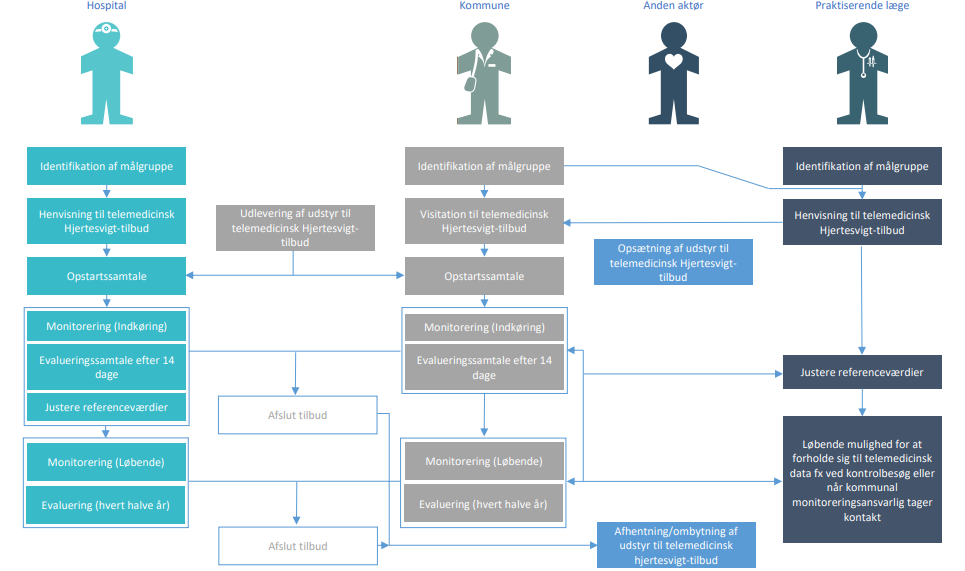 Hospital
Kommune
Anden aktør
Praktiserende læge
Identifikation af målgruppe
Identifikation af målgruppe
Identifikation af målgruppe
Henvisning til telemedicinsk
Hjertesvigt-tilbud
Udlevering af udstyr til
telemedicinsk Hjertesvigt-
tilbud
Visitation til telemedicinsk
Hjertesvigt-tilbud
Henvisning til telemedicinsk
Hjertesvigt-tilbud
Opsætning af udstyr til
telemedicinsk Hjertesvigt-
tilbud
Opstartssamtale
Opstartssamtale
Monitorering (Indkøring)
Monitorering (Indkøring)
Evalueringssamtale efter 14
dage
Evalueringssamtale efter 14
dage
Justere referenceværdier
Justere referenceværdier
Afslut tilbud
Monitorering (Løbende)
Monitorering (Løbende)
Løbende mulighed for at
forholde sig til telemedicinsk
data fx ved kontrolbesøg eller
når kommunal
monitoreringsansvarlig tager
kontakt
Evaluering (hvert halve år)
Evaluering (hvert halve år)
Afslut tilbud
Afhentning/ombytning af
udstyr til telemedicinsk
hjertesvigt-tilbud